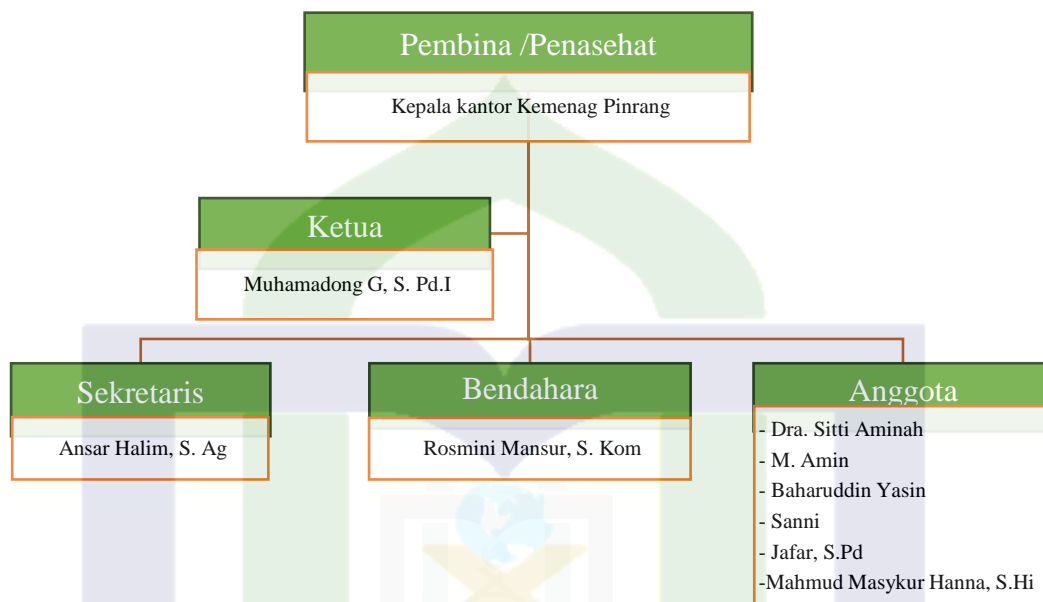 Pembina /Penasehat
Kepala kantor Kemenag Pinrang
Ketua
Muhamadong G, S. Pd.I
Sekretaris
Ansar Halim, S. Ag
Bendahara
Rosmini Mansur, S. Kom
Anggota
- Dra. Sitti Aminah
- M. Amin
- Baharuddin Yasin
- Sanni
- Jafar, S.Pd
-Mahmud Masykur Hanna, S.Hi